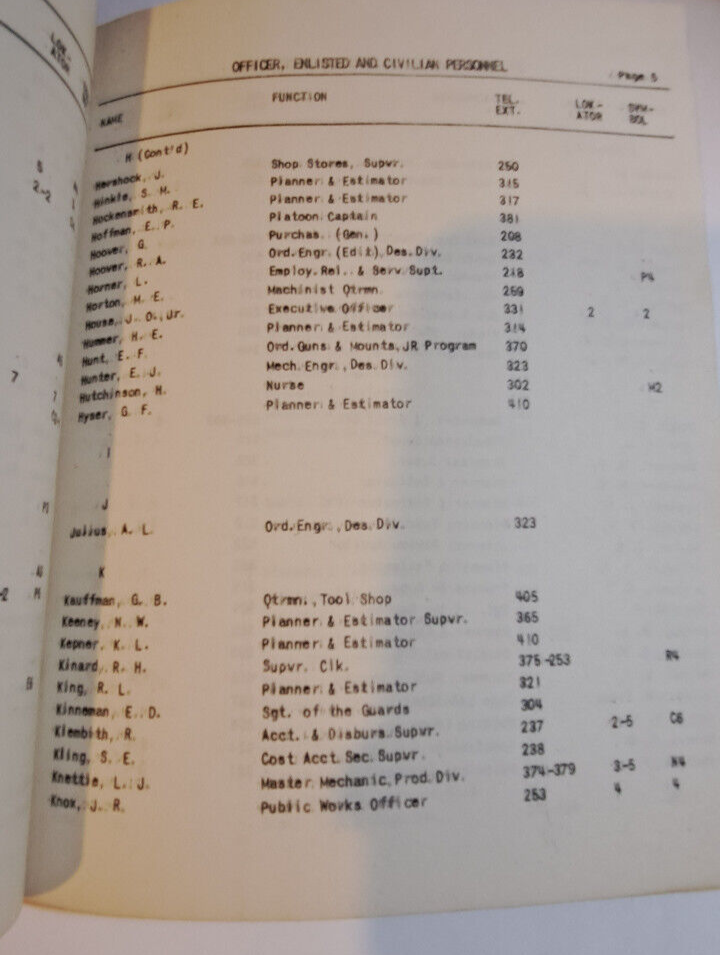 LOK-
ATOR
OFFICER, ENLISTED AND CIVILIAN PERSONNEL
Page 5
NAME FUNCTION TEL. EXT. LOK-ATOR SYM-BOL
H (Cont'd)
Hershock, J. Shop Stores, Supvr. 250
Hinkle, S. M. Planner & Estimator 315
Hockensmith, R. E. Planner & Estimator 317
Hoffman, E. P. Platoon Captain 381
Hoover, G. Purchas. (Gen.) 208
Hoover, R. A. Ord.Engr.(Edit), Des.Div. 232
Horner, L. Employ.Rel. & Serv.Supt. 218 P4
Horton, M. E. Machinist Qtrmn. 259
House, J. O., Jr. Executive Officer 331 2 2
Hummer, H. E. Planner & Estimator 314
Hunt, E. F. Ord.Guns & Mounts, JR Program 370
Hunter, E. J. Mech.Engr., Des.Div. 323
Hutchinson, H. Nurse 302 M2
Hyser, G. F. Planner & Estimator 410
I
J
Julius, A. L. Ord.Engr., Des.Div. 323
K
Kauffman, G. B. Qtrmn., Tool Shop 405
Keeney, N. W. Planner & Estimator Supvr. 365
Kepner, K. L. Planner & Estimator 410
Kinard, R. H. Supvr. Clk. 375-253 R4
King, R. L. Planner & Estimator 321
Kinneman, E. D. Sgt. of the Guards 304
Klembith, R. Acct. & Disburs.Supvr. 237 2-5 C6
Kling, S. E. Cost Acct.Sec.Supvr. 238
Knettle, L. J. Master Mechanic, Prod.Div. 374-379 3-5 N4
Knox, J. R. Public Works Officer 253 4 4